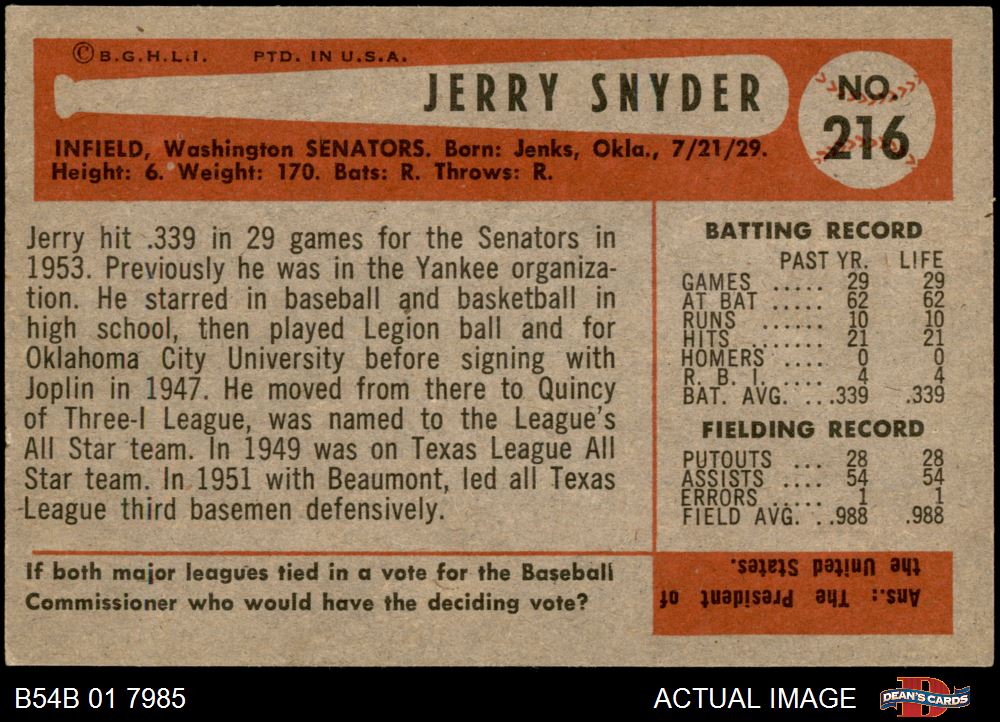 © B.G.H.L.I. PTD. IN U.S.A.
JERRY SNYDER
NO.
216
INFIELD, Washington SENATORS. Born: Jenks, Okla., 7/21/29.
Height: 6. Weight: 170. Bats: R. Throws: R.
Jerry hit .339 in 29 games for the Senators in
1953. Previously he was in the Yankee organiza-
tion. He starred in baseball and basketball in
high school, then played Legion ball and for
Oklahoma City University before signing with
Joplin in 1947. He moved from there to Quincy
of Three-I League, was named to the League's
All Star team. In 1949 was on Texas League All
Star team. In 1951 with Beaumont, led all Texas
League third basemen defensively.
BATTING RECORD
PAST YR. LIFE
GAMES ..... 29 29
AT BAT ..... 62 62
RUNS ...... 10 10
HITS ....... 21 21
HOMERS .... 0 0
R. B. I. ..... 4 4
BAT. AVG. ...339 .339
FIELDING RECORD
PUTOUTS ... 28 28
ASSISTS .... 54 54
ERRORS ..... 1 1
FIELD AVG. ..988 .988
If both major leagues tied in a vote for the Baseball
Commissioner who would have the deciding vote?
Ans.: The President of
the United States.
B54B 01 7985
ACTUAL IMAGE
DEAN'S CARDS